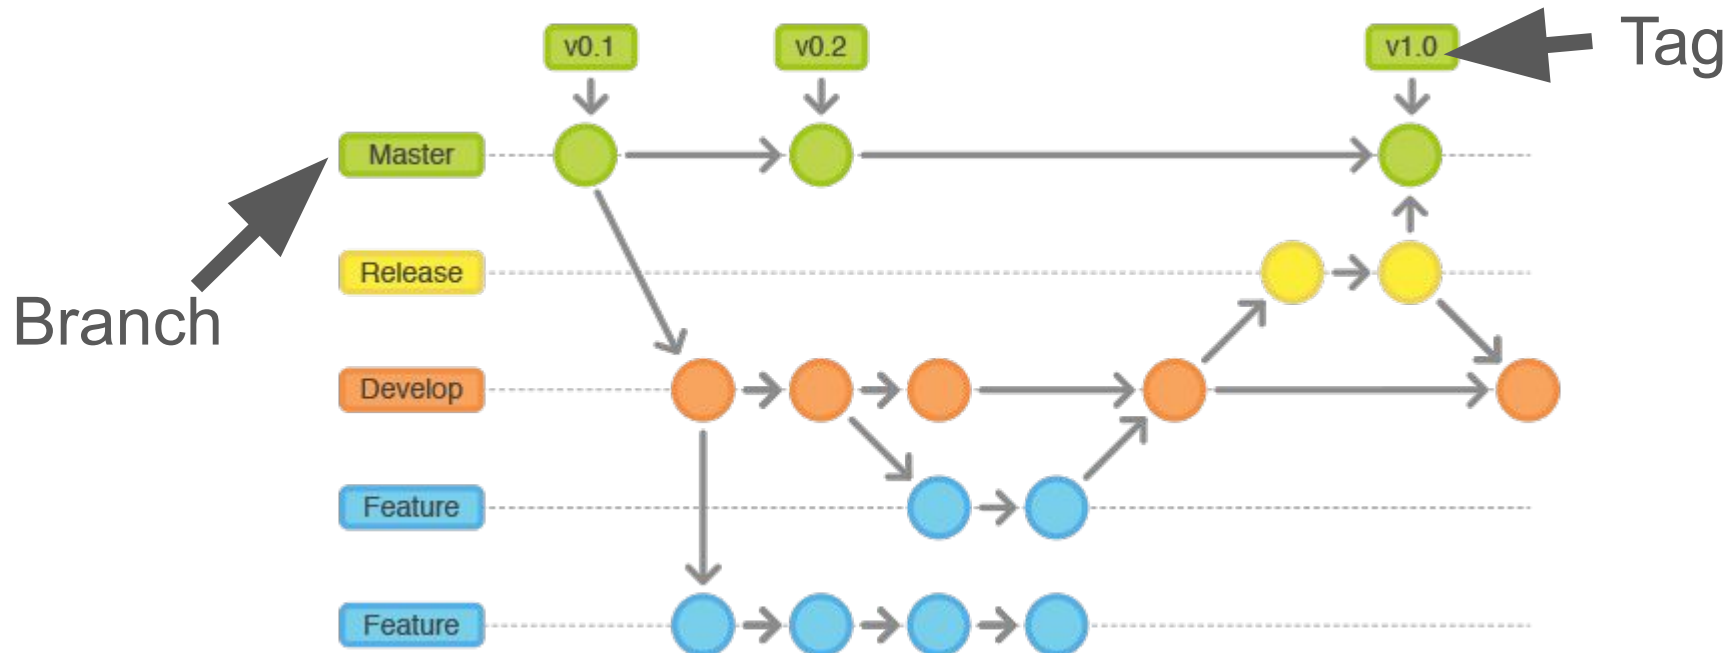 v0.1
v0.2
v1.0
Tag
Master
Release
Branch
Develop
Feature
Feature